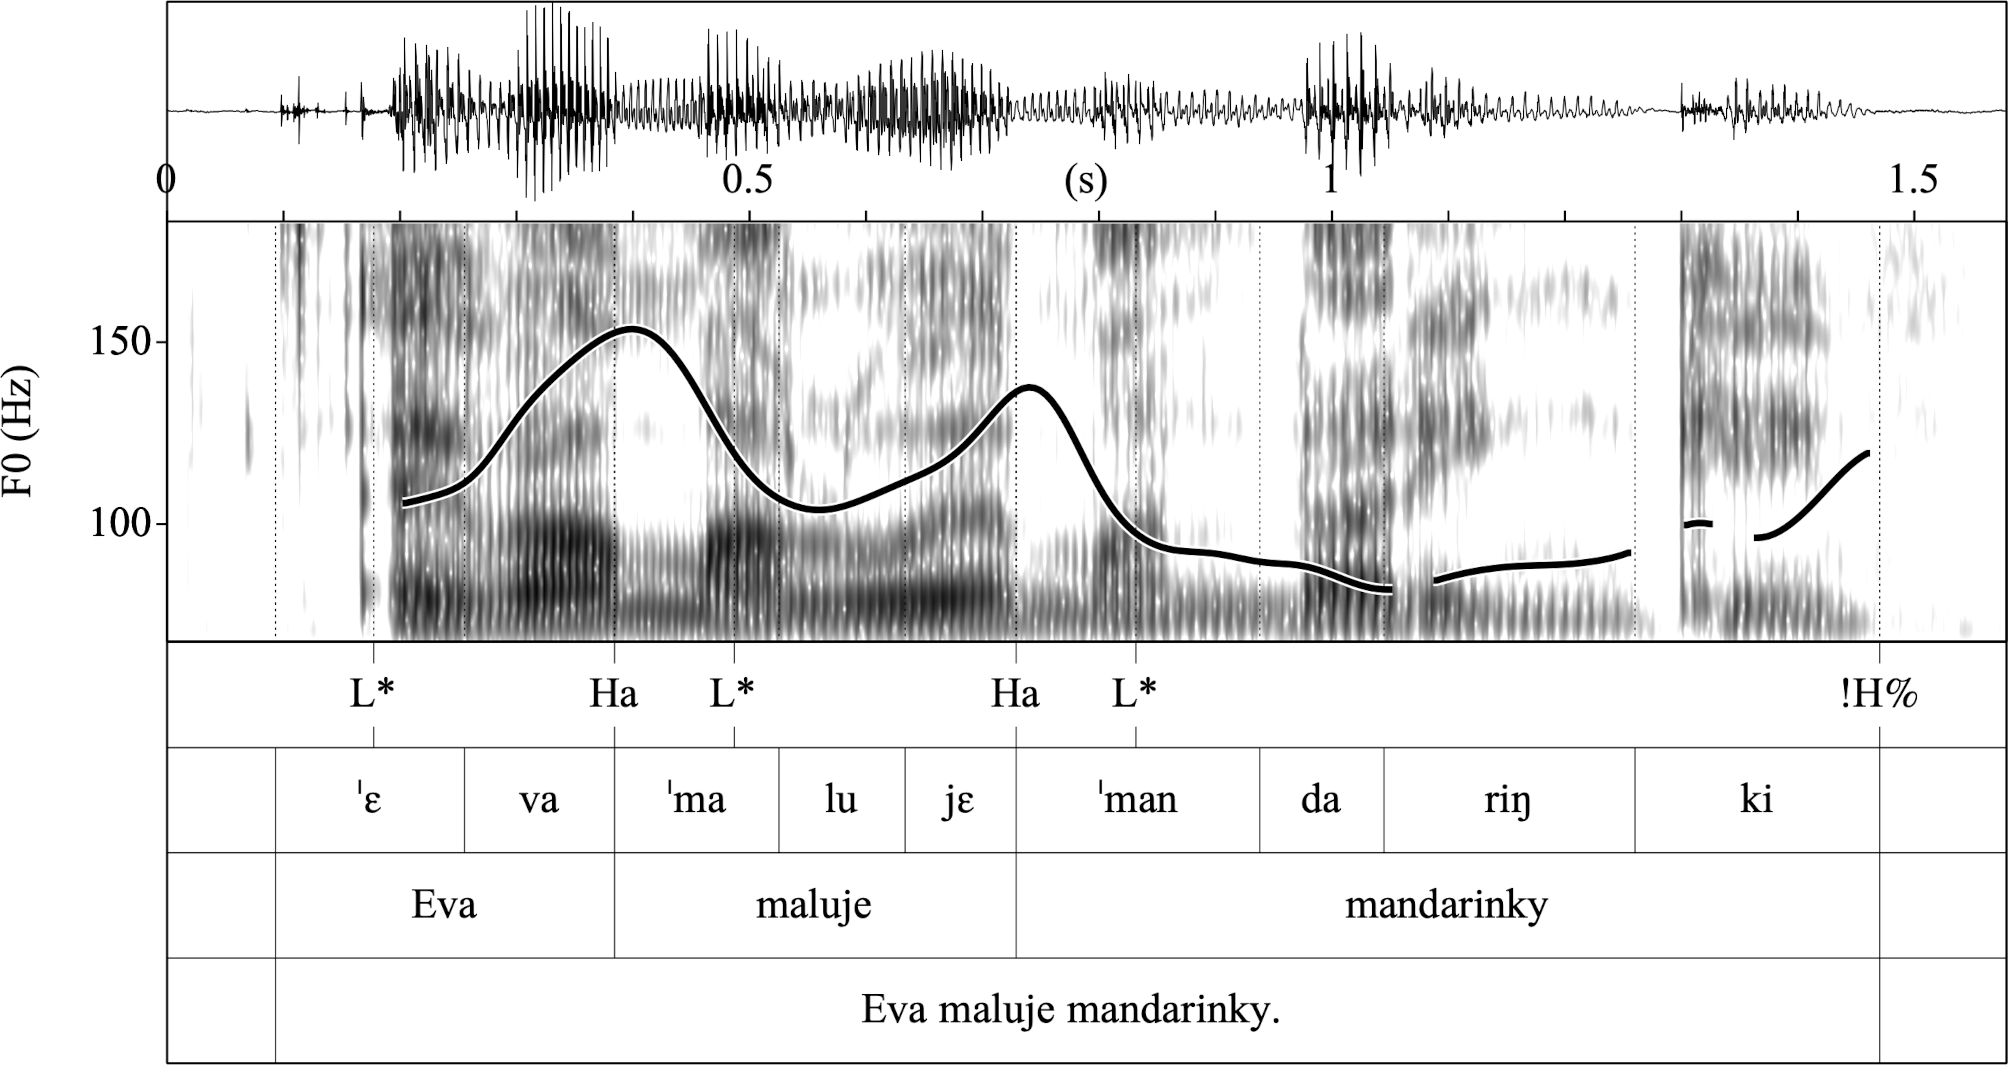 0 0.5 (s) 1 1.5
F0 (Hz)
150
100
L* Ha L* Ha L* !H%
ˈɛ va ˈma lu jɛ ˈman da riŋ ki
Eva maluje mandarinky
Eva maluje mandarinky.